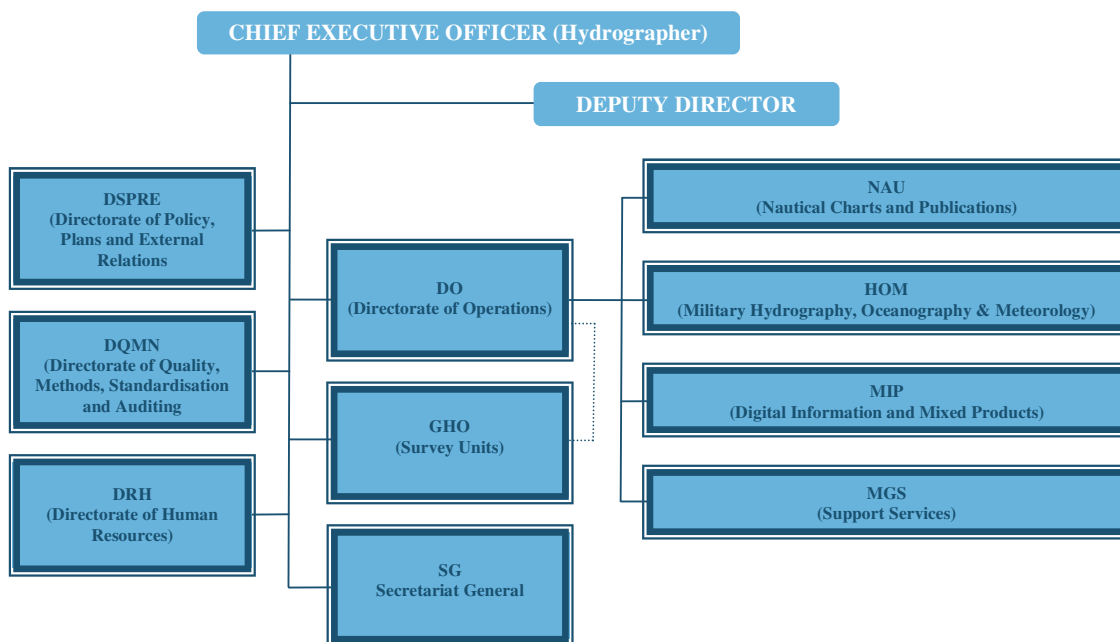 CHIEF EXECUTIVE OFFICER (Hydrographer)
DEPUTY DIRECTOR
DSPRE
(Directorate of Policy,
Plans and External
Relations
DQMN
(Directorate of Quality,
Methods, Standardisation
and Auditing
DRH
(Directorate of Human
Resources)
DO
(Directorate of Operations)
GHO
(Survey Units)
SG
Secretariat General
NAU
(Nautical Charts and Publications)
HOM
(Military Hydrography, Oceanography & Meteorology)
MIP
(Digital Information and Mixed Products)
MGS
(Support Services)